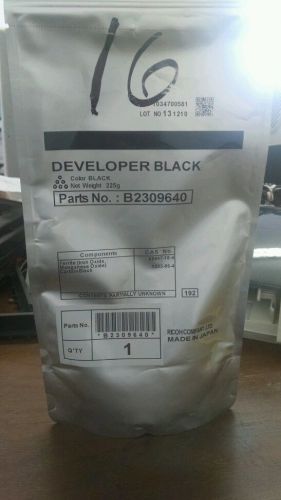 16
1034700581
LOT NO 131210
DEVELOPER BLACK
Color BLACK
Net Weight 225g
Parts No. : B2309640
Components CAS No.
Ferrite (Iron Oxide,
Manganese Oxide)
Carbon Black
CONTENTS PARTIALLY UNKNOWN
192
Parts No.
*B2309640*
Q'TY 1
RICOH COMPANY, LTD.
MADE IN JAPAN